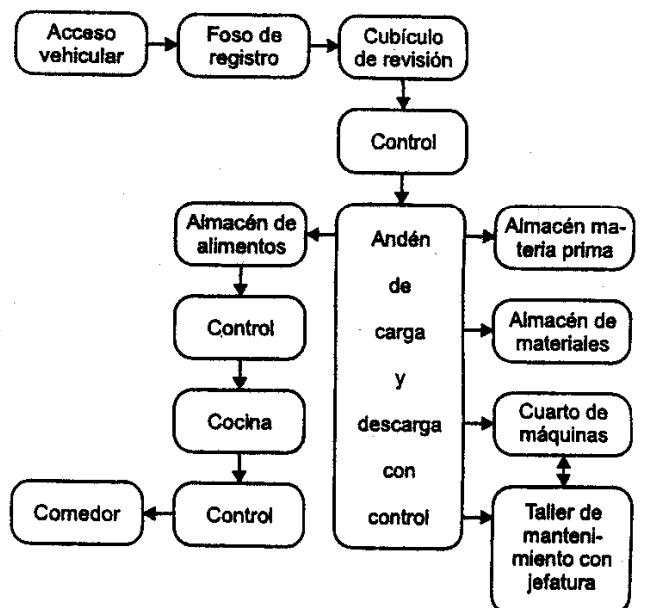 Acceso
vehicular
Foso de
registro
Cubículo
de revisión
Control
Almacén de
alimentos
Andén
de
carga
y
descarga
con
control
Almacén ma-
teria prima
Control
Almacén de
materiales
Cocina
Cuarto de
máquinas
Comedor
Control
Taller de
manteni-
miento con
jefatura